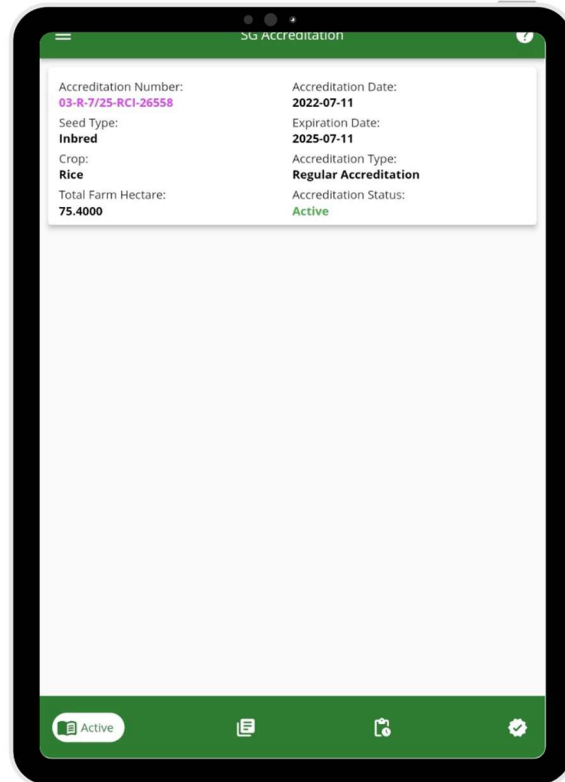 SG Accreditation
?
Accreditation Number:
03-R-7/25-RCI-26558
Accreditation Date:
2022-07-11
Seed Type:
Inbred
Expiration Date:
2025-07-11
Crop:
Rice
Accreditation Type:
Regular Accreditation
Total Farm Hectare:
75.4000
Accreditation Status:
Active
Active